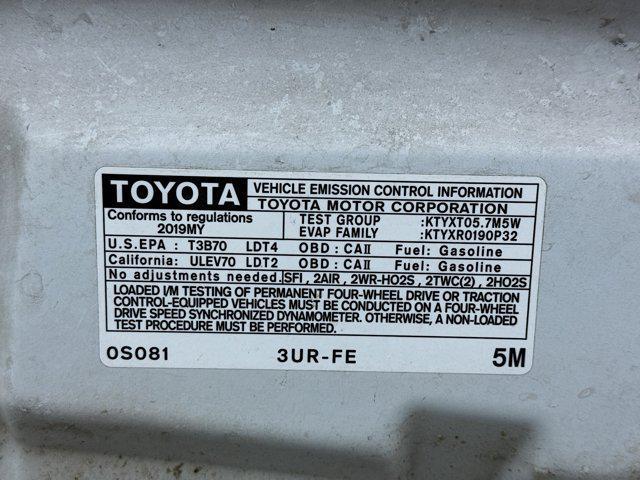 TOYOTA VEHICLE EMISSION CONTROL INFORMATION
TOYOTA MOTOR CORPORATION
Conforms to regulations
2019MY
TEST GROUP :KTYXT05.7M5W
EVAP FAMILY :KTYXR0190P32
U.S.EPA : T3B70 LDT4 OBD : CAII Fuel: Gasoline
California: ULEV70 LDT2 OBD : CAII Fuel: Gasoline
No adjustments needed. SFI , 2AIR , 2WR-HO2S , 2TWC(2) , 2HO2S
LOADED I/M TESTING OF PERMANENT FOUR-WHEEL DRIVE OR TRACTION
CONTROL-EQUIPPED VEHICLES MUST BE CONDUCTED ON A FOUR-WHEEL
DRIVE SPEED SYNCHRONIZED DYNAMOMETER. OTHERWISE, A NON-LOADED
TEST PROCEDURE MUST BE PERFORMED.
0S081 3UR-FE 5M